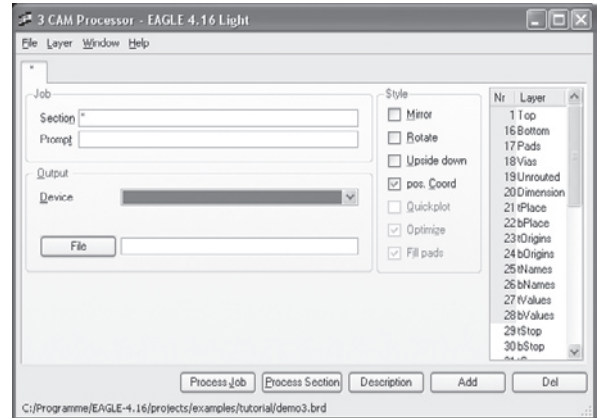 3 CAM Processor - EAGLE 4.16 Light
File Layer Window Help
*
Job
Section *
Prompt
Output
Device
File
Style
Mirror
Rotate
Upside down
pos. Coord
Quickplot
Optimize
Fill pads
Nr Layer
1 Top
16 Bottom
17 Pads
18 Vias
19 Unrouted
20 Dimension
21 tPlace
22 bPlace
23 tOrigins
24 bOrigins
25 tNames
26 bNames
27 tValues
28 bValues
29 tStop
30 bStop
Process Job Process Section Description Add Del
C:/Programme/EAGLE-4.16/projects/examples/tutorial/demo3.brd